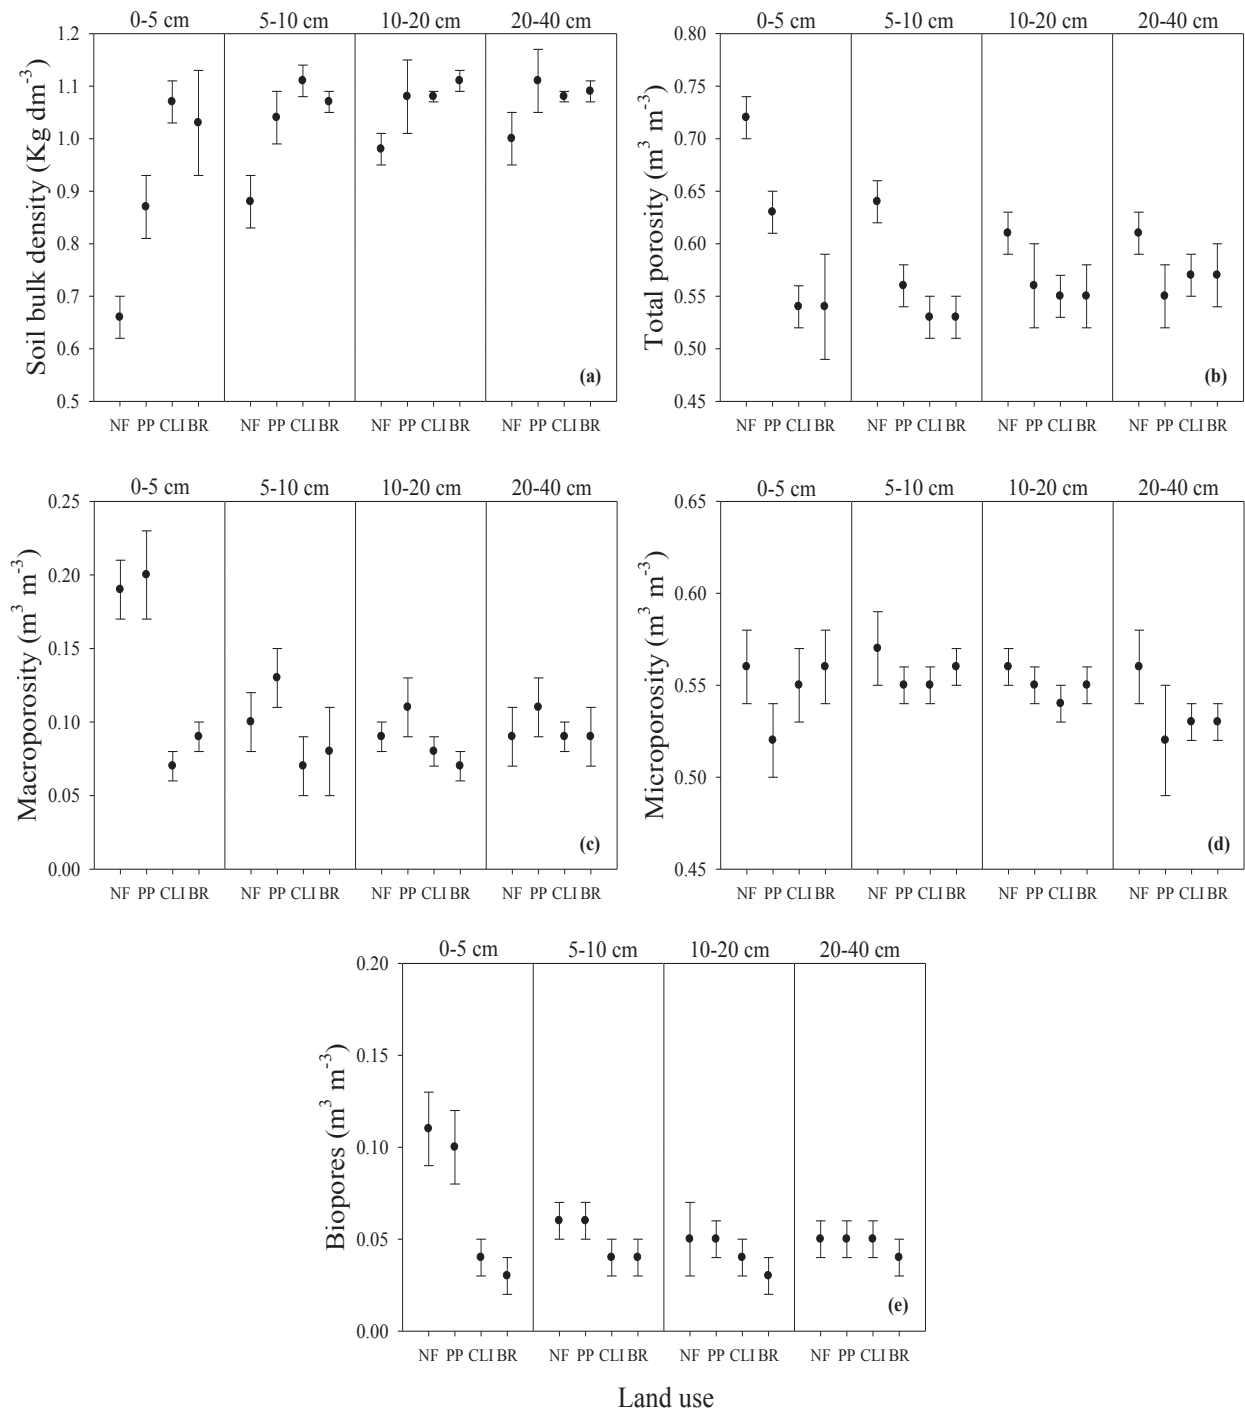 0-5 cm 5-10 cm 10-20 cm 20-40 cm
Soil bulk density (Kg dm-3)
1.2
1.1
1.0
0.9
0.8
0.7
0.6
0.5
(a)
NF PP CLI BR NF PP CLI BR NF PP CLI BR NF PP CLI BR
0-5 cm 5-10 cm 10-20 cm 20-40 cm
Total porosity (m3 m-3)
0.80
0.70
0.65
0.60
0.55
0.50
0.45
(b)
NF PP CLI BR NF PP CLI BR NF PP CLI BR NF PP CLI BR
0-5 cm 5-10 cm 10-20 cm 20-40 cm
Macroporosity (m3 m-3)
0.25
0.20
0.15
0.10
0.05
0.00
(c)
NF PP CLI BR NF PP CLI BR NF PP CLI BR NF PP CLI BR
0-5 cm 5-10 cm 10-20 cm 20-40 cm
Microporosity (m3 m-3)
0.65
0.60
0.55
0.50
0.45
(d)
NF PP CLI BR NF PP CLI BR NF PP CLI BR NF PP CLI BR
0-5 cm 5-10 cm 10-20 cm 20-40 cm
Biopores (m3 m-3)
0.20
0.15
0.10
0.05
0.00
(e)
NF PP CLI BR NF PP CLI BR NF PP CLI BR NF PP CLI BR
Land use